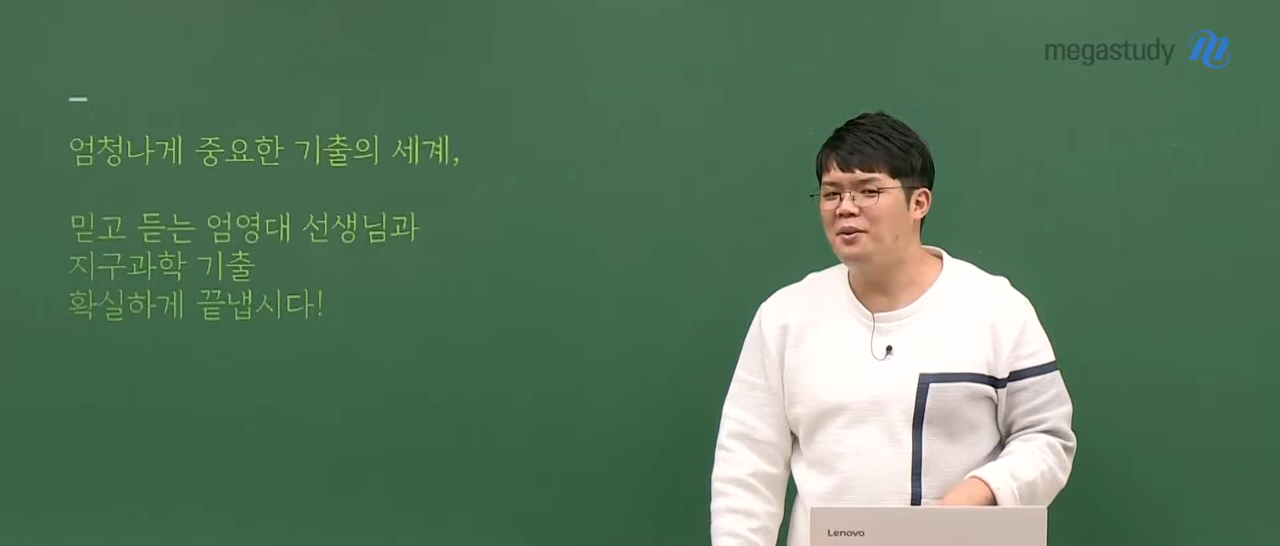 megastudy
엄청나게 중요한 기출의 세계,
믿고 듣는 엄영대 선생님과
지구과학 기출
확실하게 끝냅시다!
Lenovo